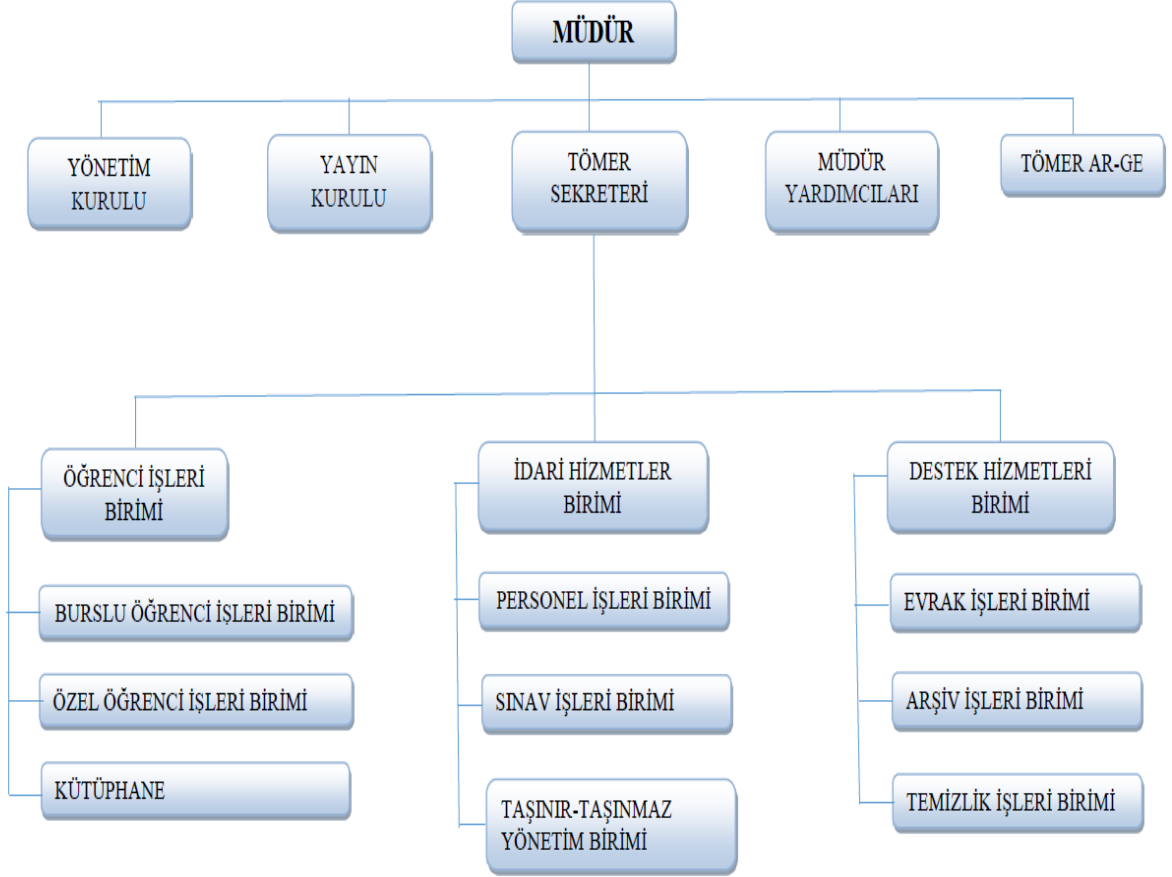 MÜDÜR
YÖNETİM
KURULU
YAYIN
KURULU
TÖMER
SEKRETERİ
MÜDÜR
YARDIMCILARI
TÖMER AR-GE
ÖĞRENCİ İŞLERİ
BİRİMİ
BURSLU ÖĞRENCİ İŞLERİ BİRİMİ
ÖZEL ÖĞRENCİ İŞLERİ BİRİMİ
KÜTÜPHANE
İDARİ HİZMETLER
BİRİMİ
PERSONEL İŞLERİ BİRİMİ
SINAV İŞLERİ BİRİMİ
TAŞINIR-TAŞINMAZ
YÖNETİM BİRİMİ
DESTEK HİZMETLERİ
BİRİMİ
EVRAK İŞLERİ BİRİMİ
ARŞİV İŞLERİ BİRİMİ
TEMİZLİK İŞLERİ BİRİMİ